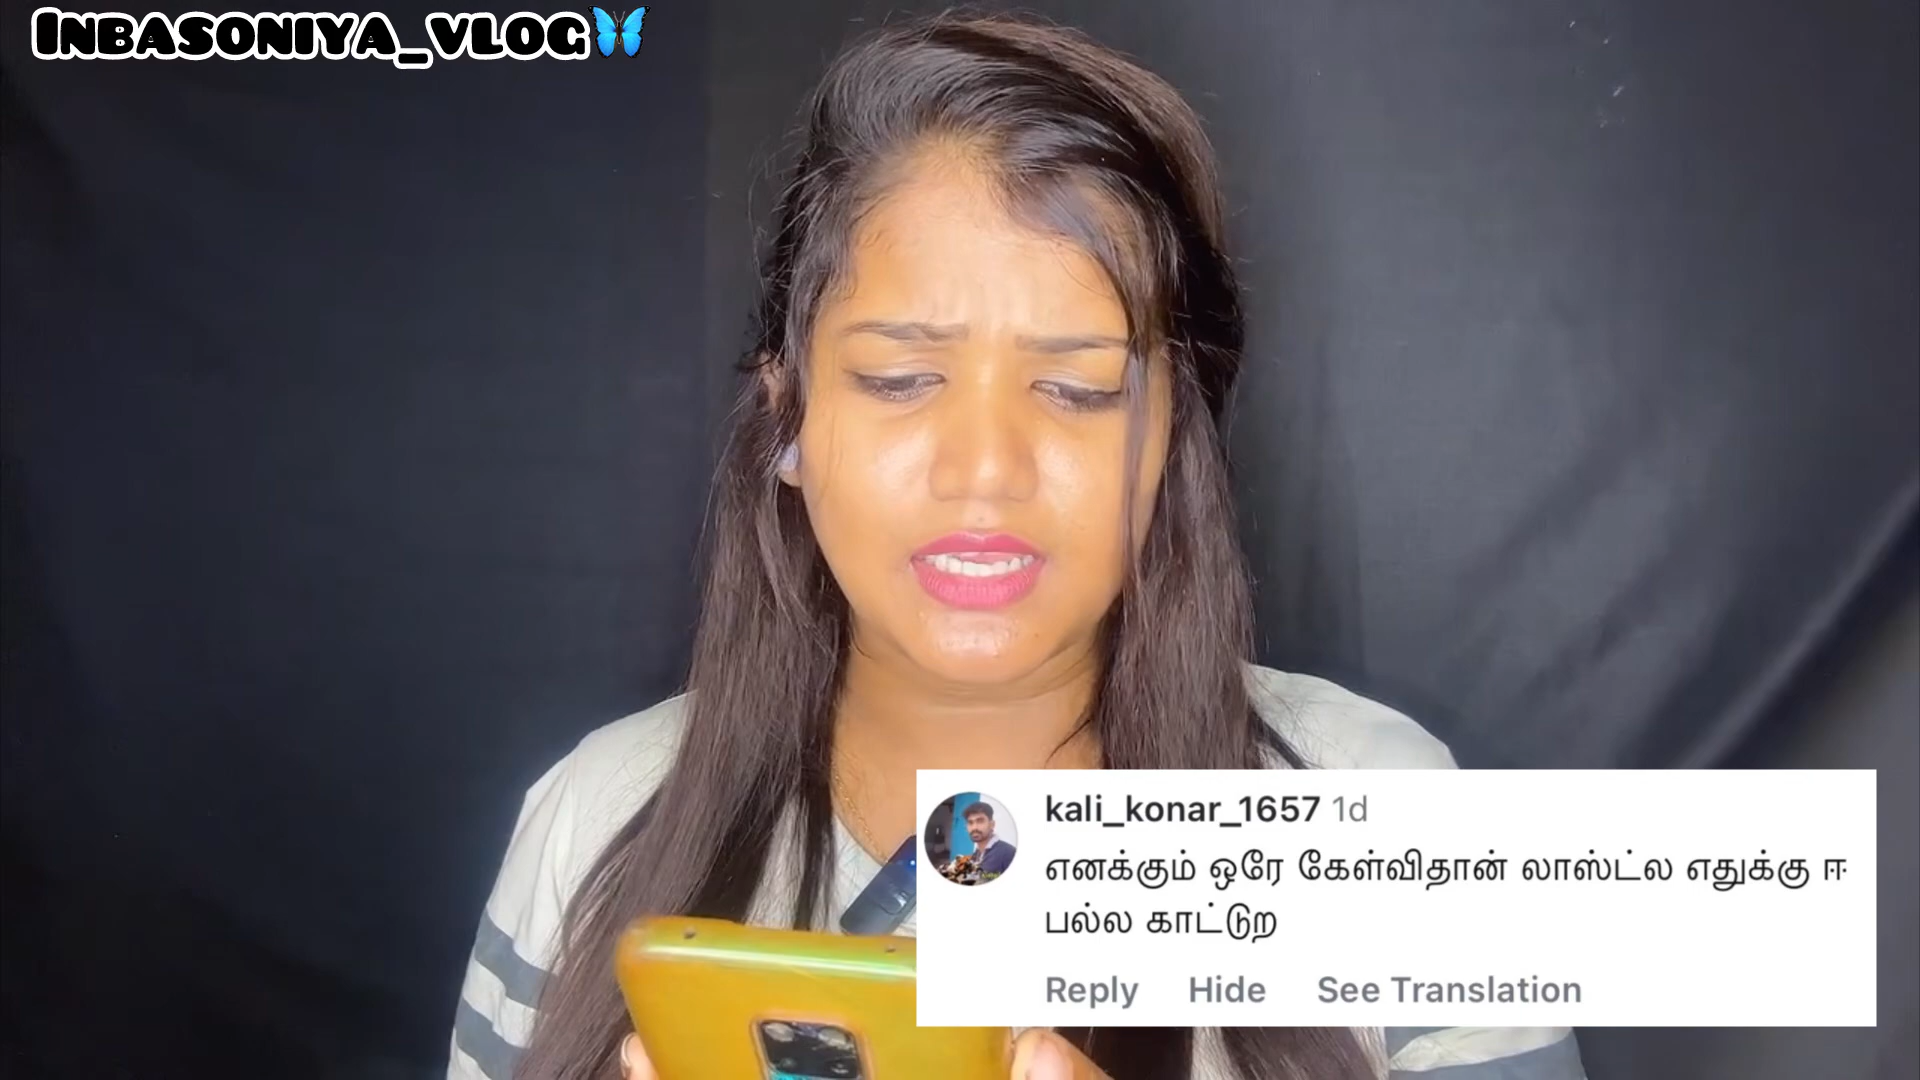 INBASONIYA_VLOG🦋
kali_konar_1657 1d
எனக்கும் ஒரே கேள்விதான் லாஸ்ட்ல எதுக்கு ஈ
பல்ல காட்டுற
Reply Hide See Translation